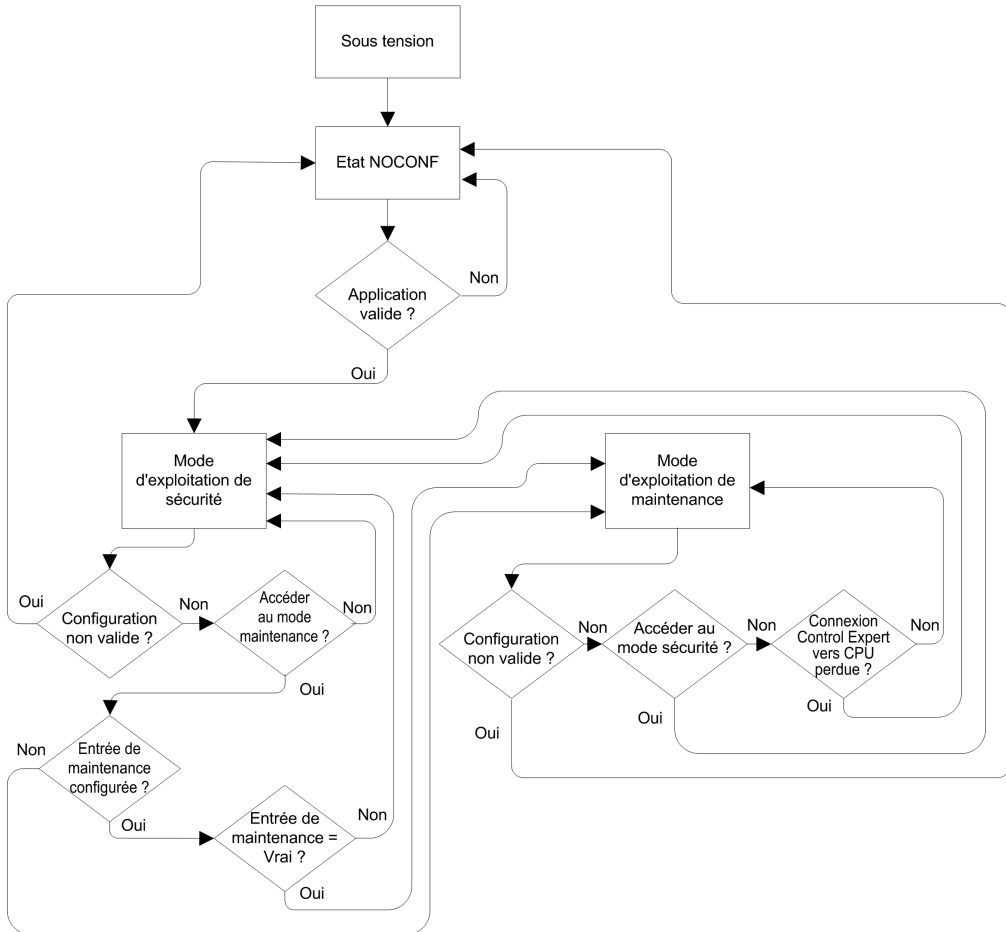 Sous tension
Etat NOCONF
Non
Application
valide ?
Oui
Mode
d'exploitation de
sécurité
Mode
d'exploitation de
maintenance
Oui
Configuration
non valide ?
Non
Accéder
au mode
maintenance ?
Non
Oui
Configuration
non valide ?
Non
Accéder au
mode sécurité ?
Non
Connexion
Control Expert
vers CPU
perdue ?
Non
Oui
Oui
Oui
Non
Entrée de
maintenance
configurée ?
Oui
Entrée de
maintenance =
Vrai ?
Non
Oui